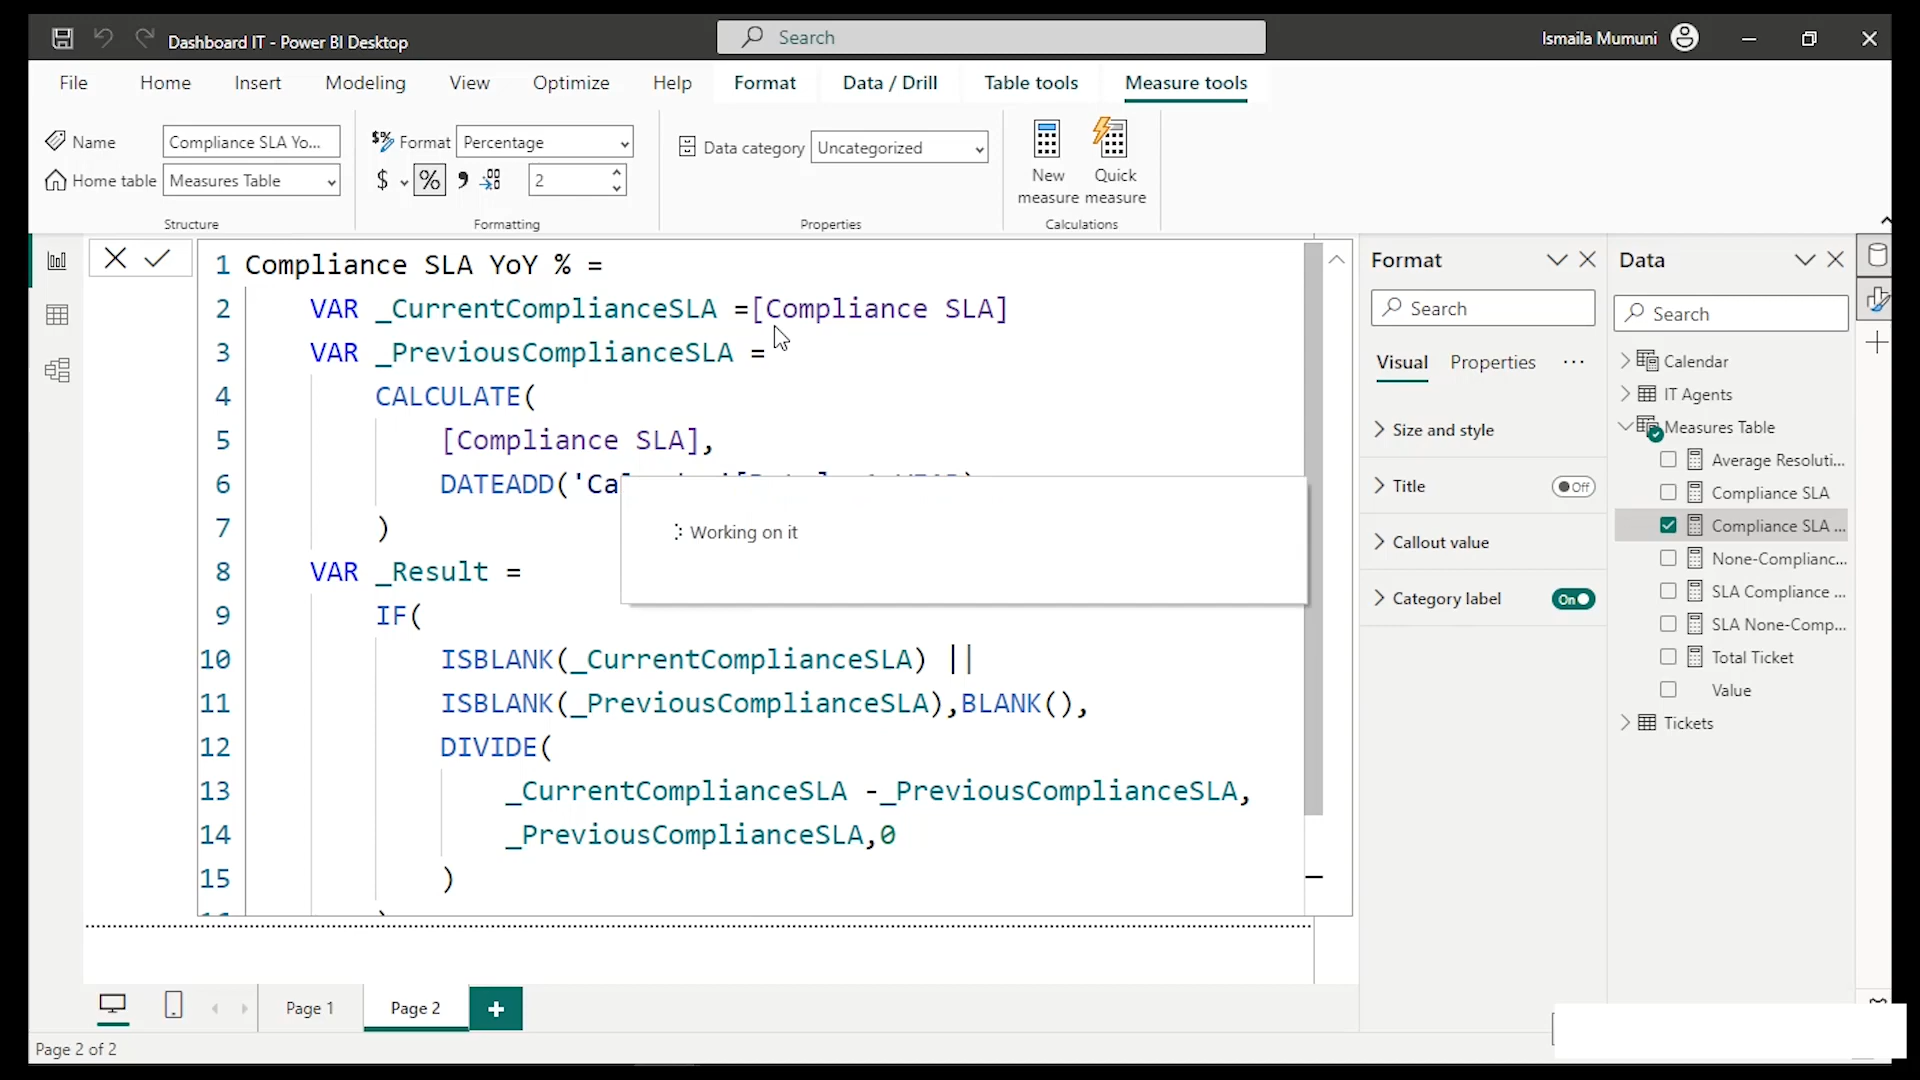 Dashboard IT - Power BI Desktop
Search
Ismaila Mumuni
File Home Insert Modeling View Optimize Help Format Data / Drill Table tools Measure tools
Name Compliance SLA Yo...
Home table Measures Table
Structure
Format Percentage
$ % 2
Formatting
Data category Uncategorized
Properties
New measure
Quick measure
Calculations
1 Compliance SLA YoY % =
2 VAR _CurrentComplianceSLA =[Compliance SLA]
3 VAR _PreviousComplianceSLA =
4 CALCULATE(
5 [Compliance SLA],
6 DATEADD('Ca
7 )
8 VAR _Result =
9 IF(
10 ISBLANK(_CurrentComplianceSLA) ||
11 ISBLANK(_PreviousComplianceSLA),BLANK(),
12 DIVIDE(
13 _CurrentComplianceSLA -_PreviousComplianceSLA,
14 _PreviousComplianceSLA,0
15 )
Working on it
Format
Search
Visual Properties ...
Size and style
Title Off
Callout value
Category label On
Data
Search
Calendar
IT Agents
Measures Table
Average Resoluti...
Compliance SLA
Compliance SLA ...
None-Complianc...
SLA Compliance ...
SLA None-Comp...
Total Ticket
Value
Tickets
Page 1 Page 2 +
Page 2 of 2